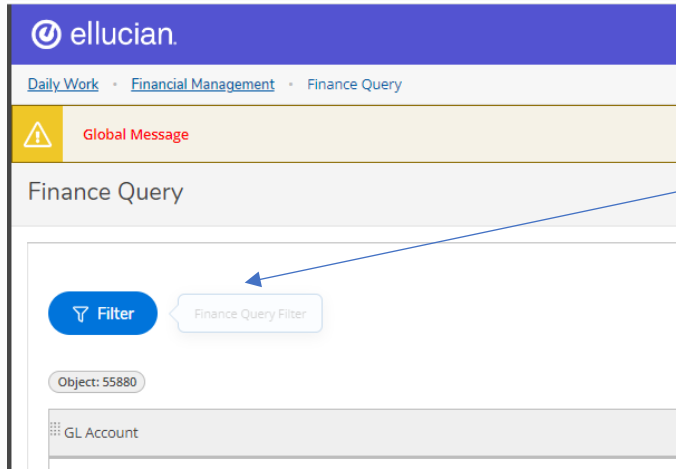 ellucian.
Daily Work • Financial Management • Finance Query
Global Message
Finance Query
Filter
Finance Query Filter
Object: 55880
GL Account